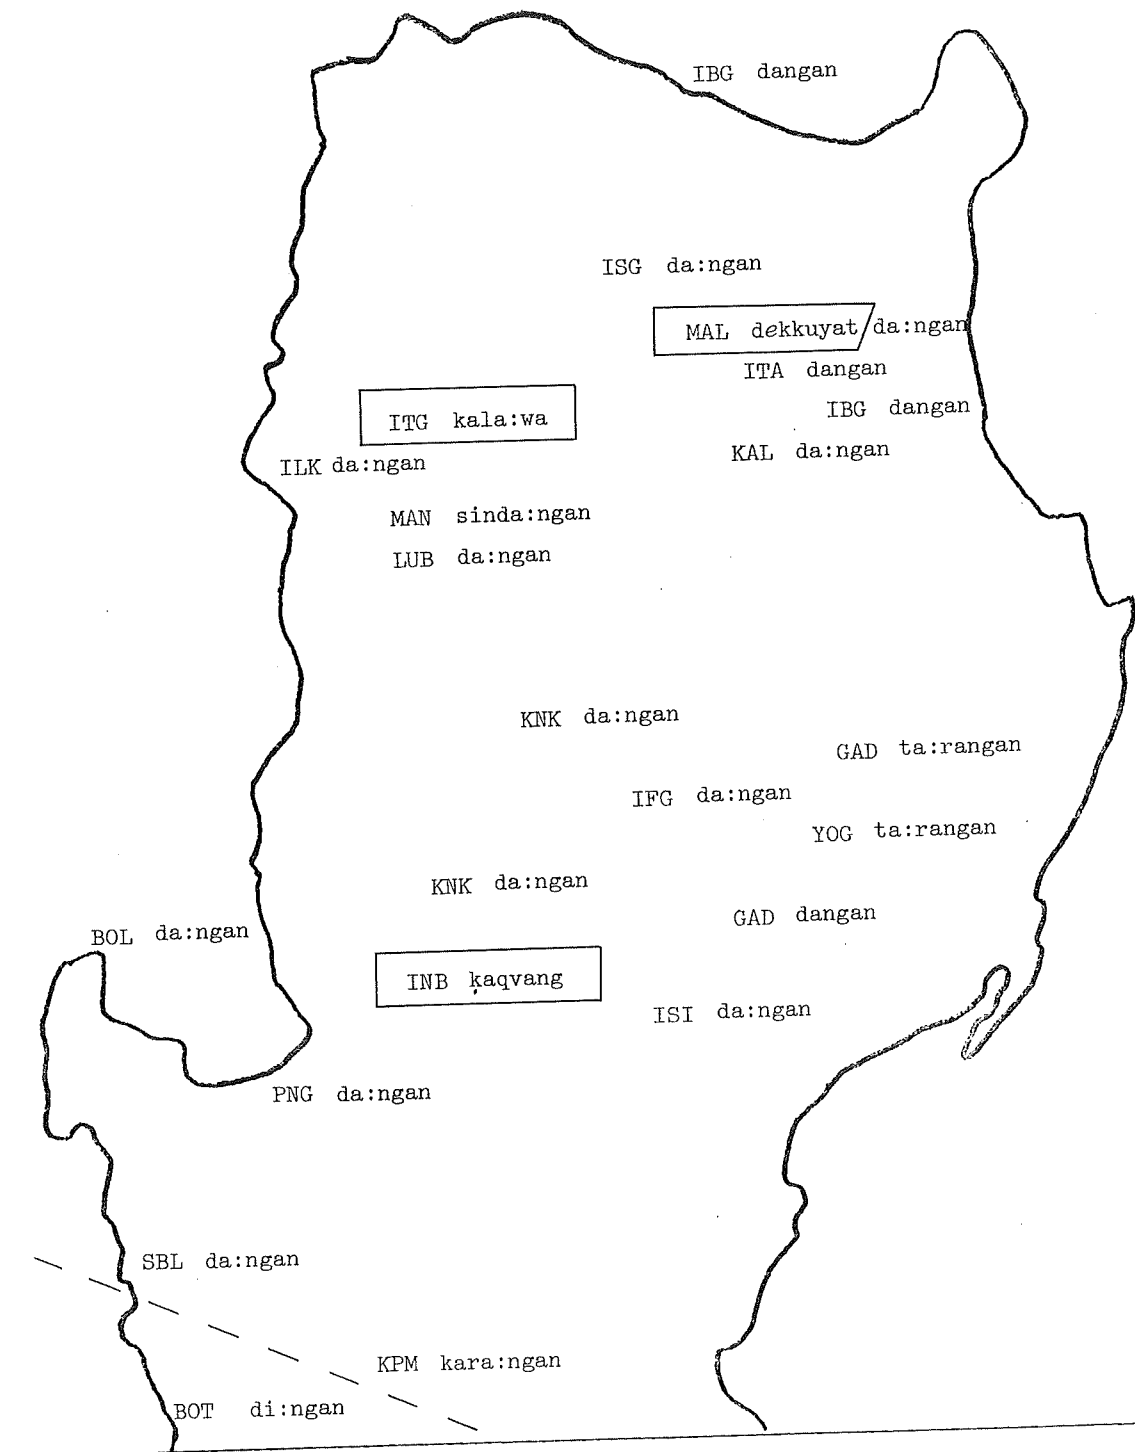 IBG dangan
ISG da:ngan
MAL dekkuyat/da:ngan
ITA dangan
ITG kala:wa
IBG dangan
KAL da:ngan
ILK da:ngan
MAN sinda:ngan
LUB da:ngan
KNK da:ngan
GAD ta:rangan
IFG da:ngan
YOG ta:rangan
KNK da:ngan
GAD dangan
BOL da:ngan
INB ḳaqvang
ISI da:ngan
PNG da:ngan
SBL da:ngan
KPM kara:ngan
BOT di:ngan